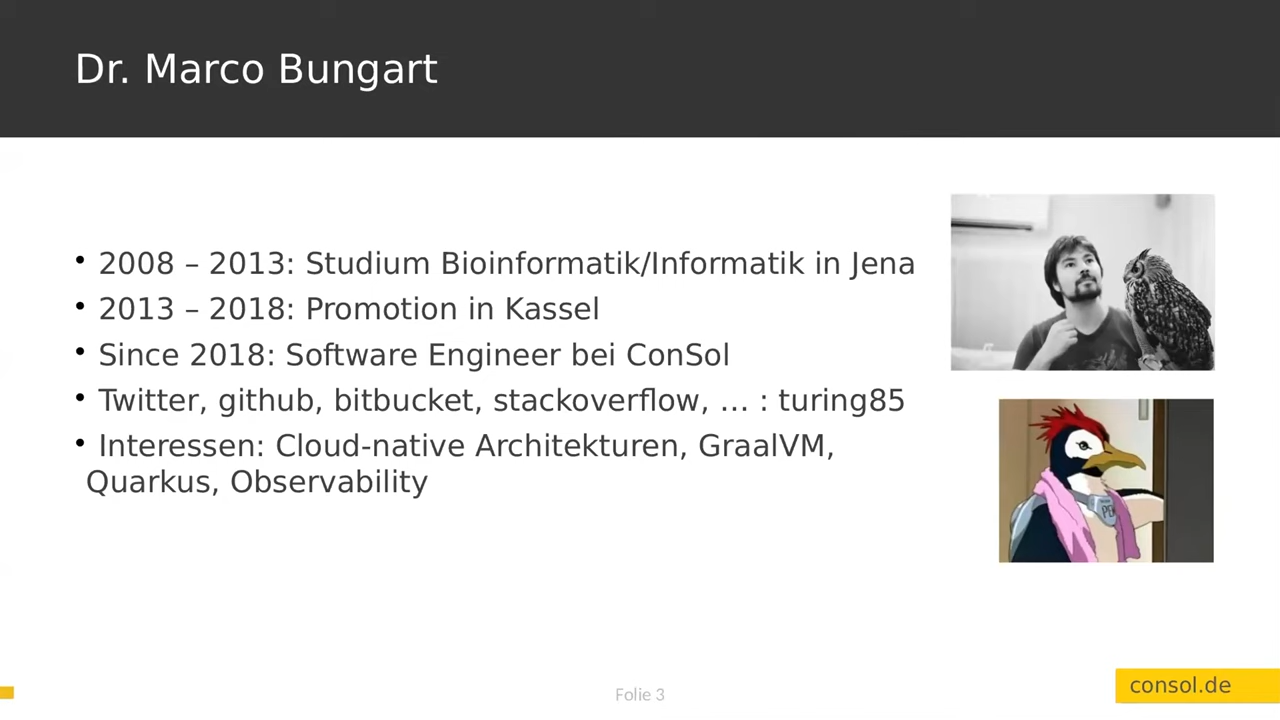 Dr. Marco Bungart
• 2008 – 2013: Studium Bioinformatik/Informatik in Jena
• 2013 – 2018: Promotion in Kassel
• Since 2018: Software Engineer bei ConSol
• Twitter, github, bitbucket, stackoverflow, … : turing85
• Interessen: Cloud-native Architekturen, GraalVM,
Quarkus, Observability
Folie 3
consol.de